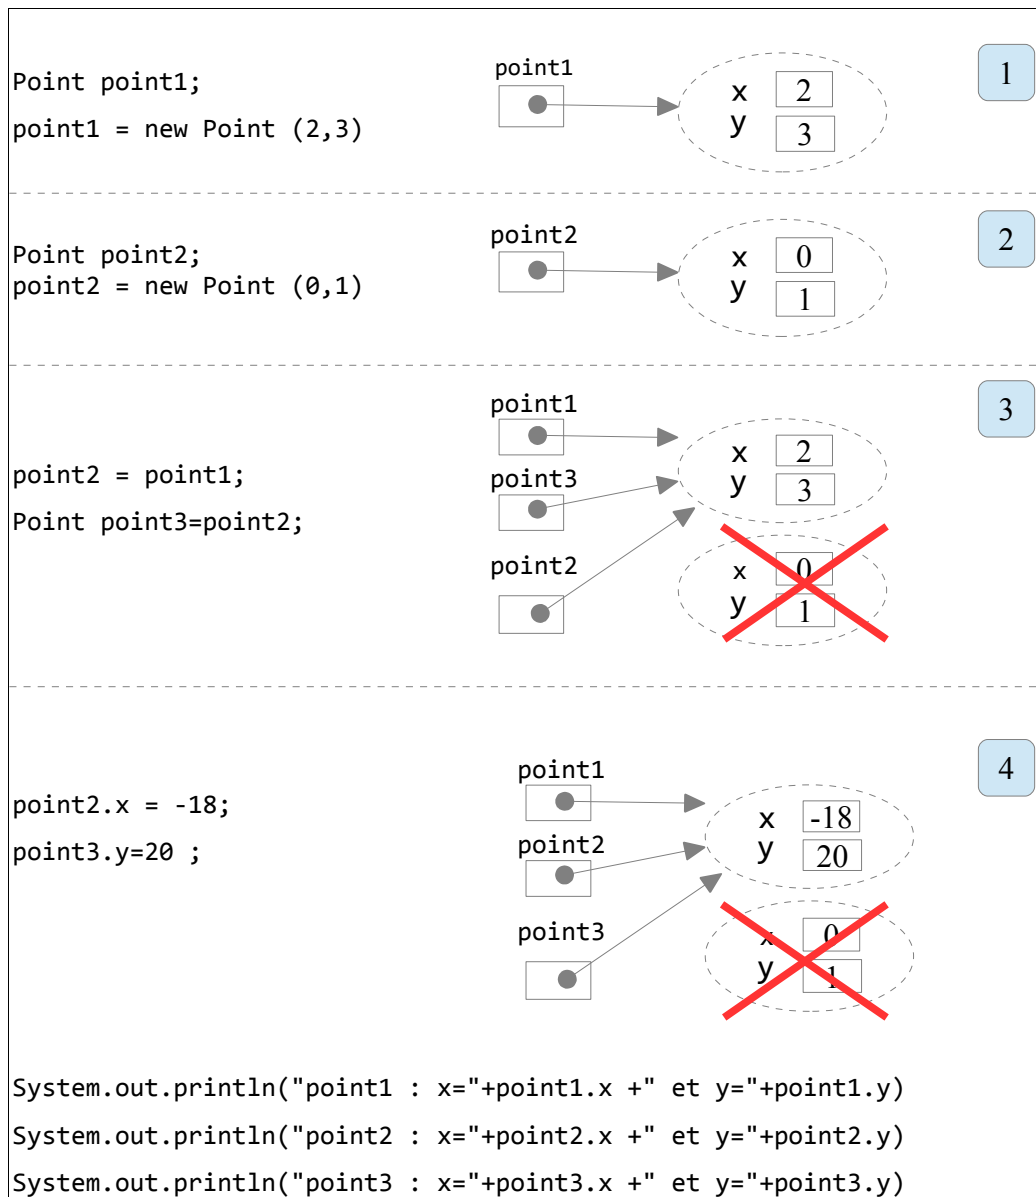 point1
1
Point point1;
x 2
point1 = new Point (2,3)
y 3
point2
2
Point point2;
x 0
point2 = new Point (0,1)
y 1
point1
3
x 2
point2 = point1;
point3
y 3
Point point3=point2;
point2
x 0
y 1
point1
4
point2.x = -18;
x -18
point3.y=20 ;
point2
y 20
point3
x 0
y 1
System.out.println("point1 : x="+point1.x +" et y="+point1.y)
System.out.println("point2 : x="+point2.x +" et y="+point2.y)
System.out.println("point3 : x="+point3.x +" et y="+point3.y)